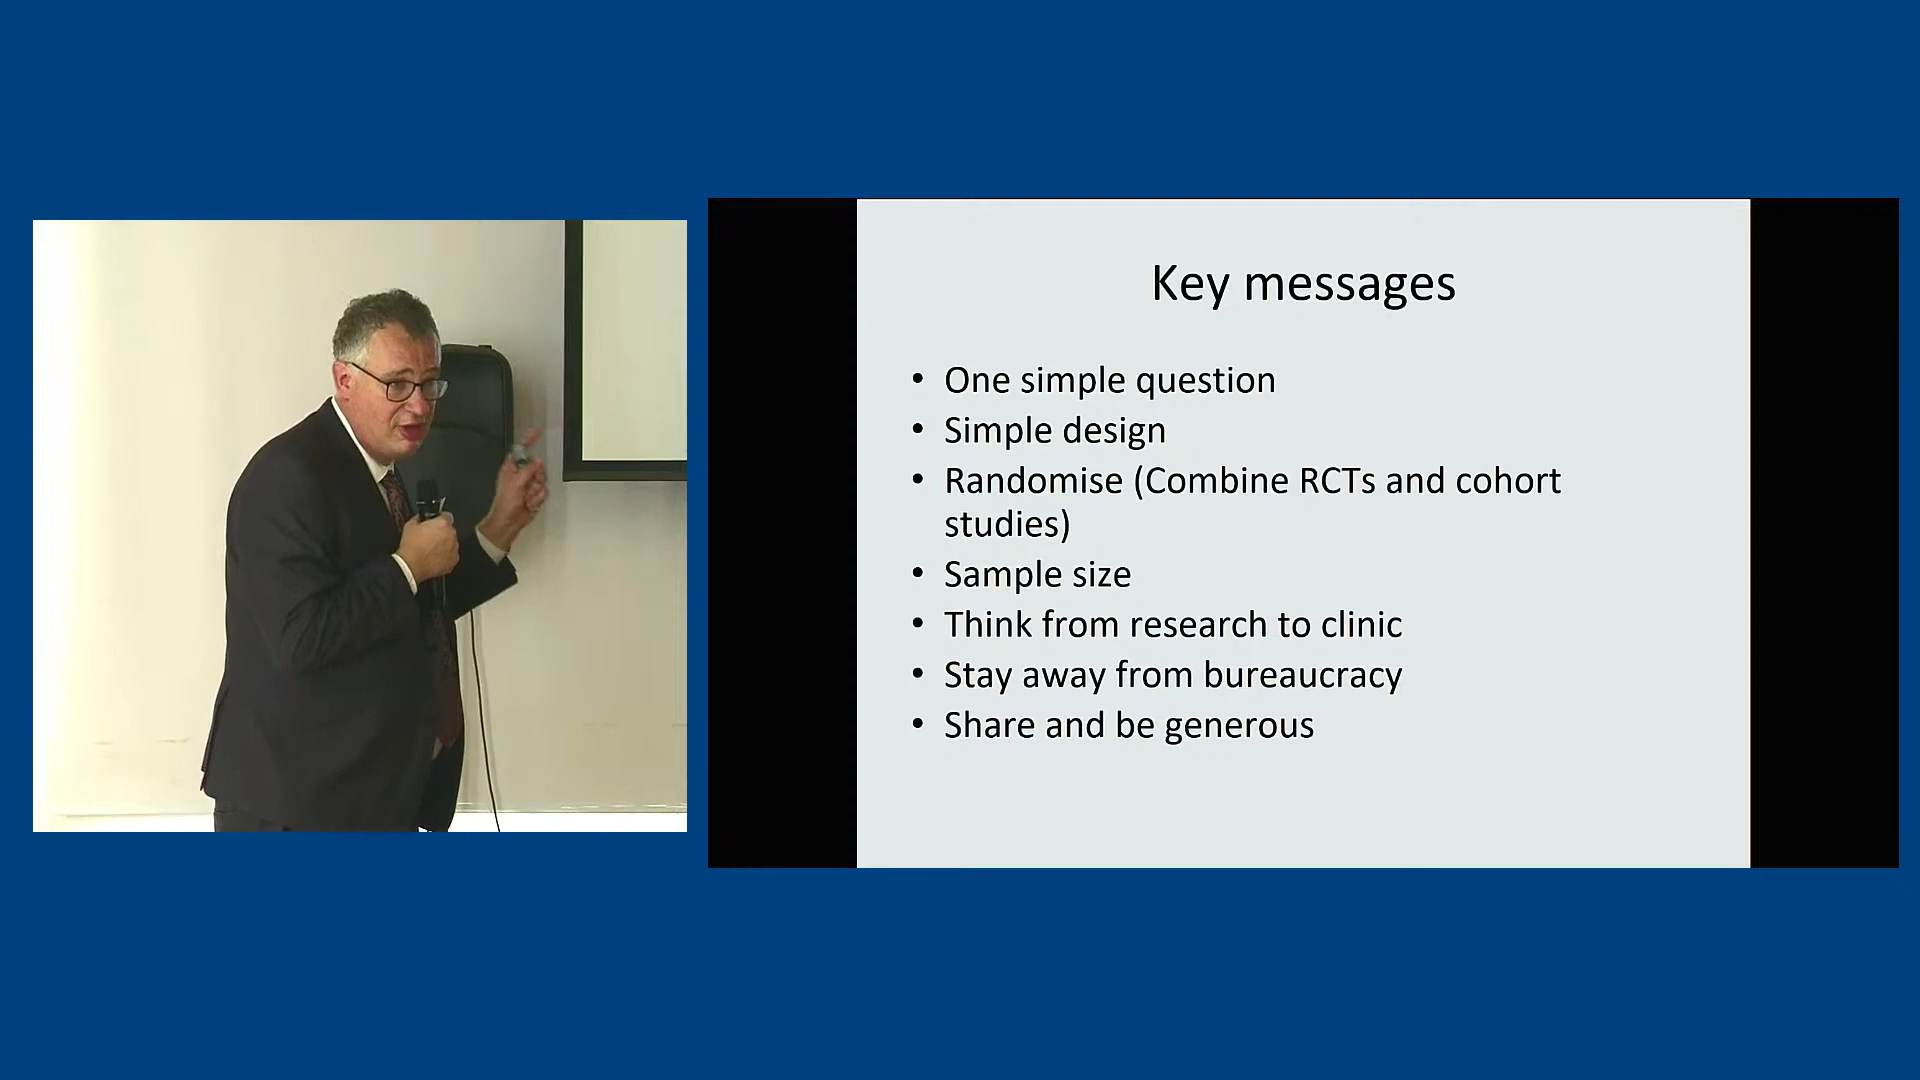 Key messages
• One simple question
• Simple design
• Randomise (Combine RCTs and cohort
studies)
• Sample size
• Think from research to clinic
• Stay away from bureaucracy
• Share and be generous